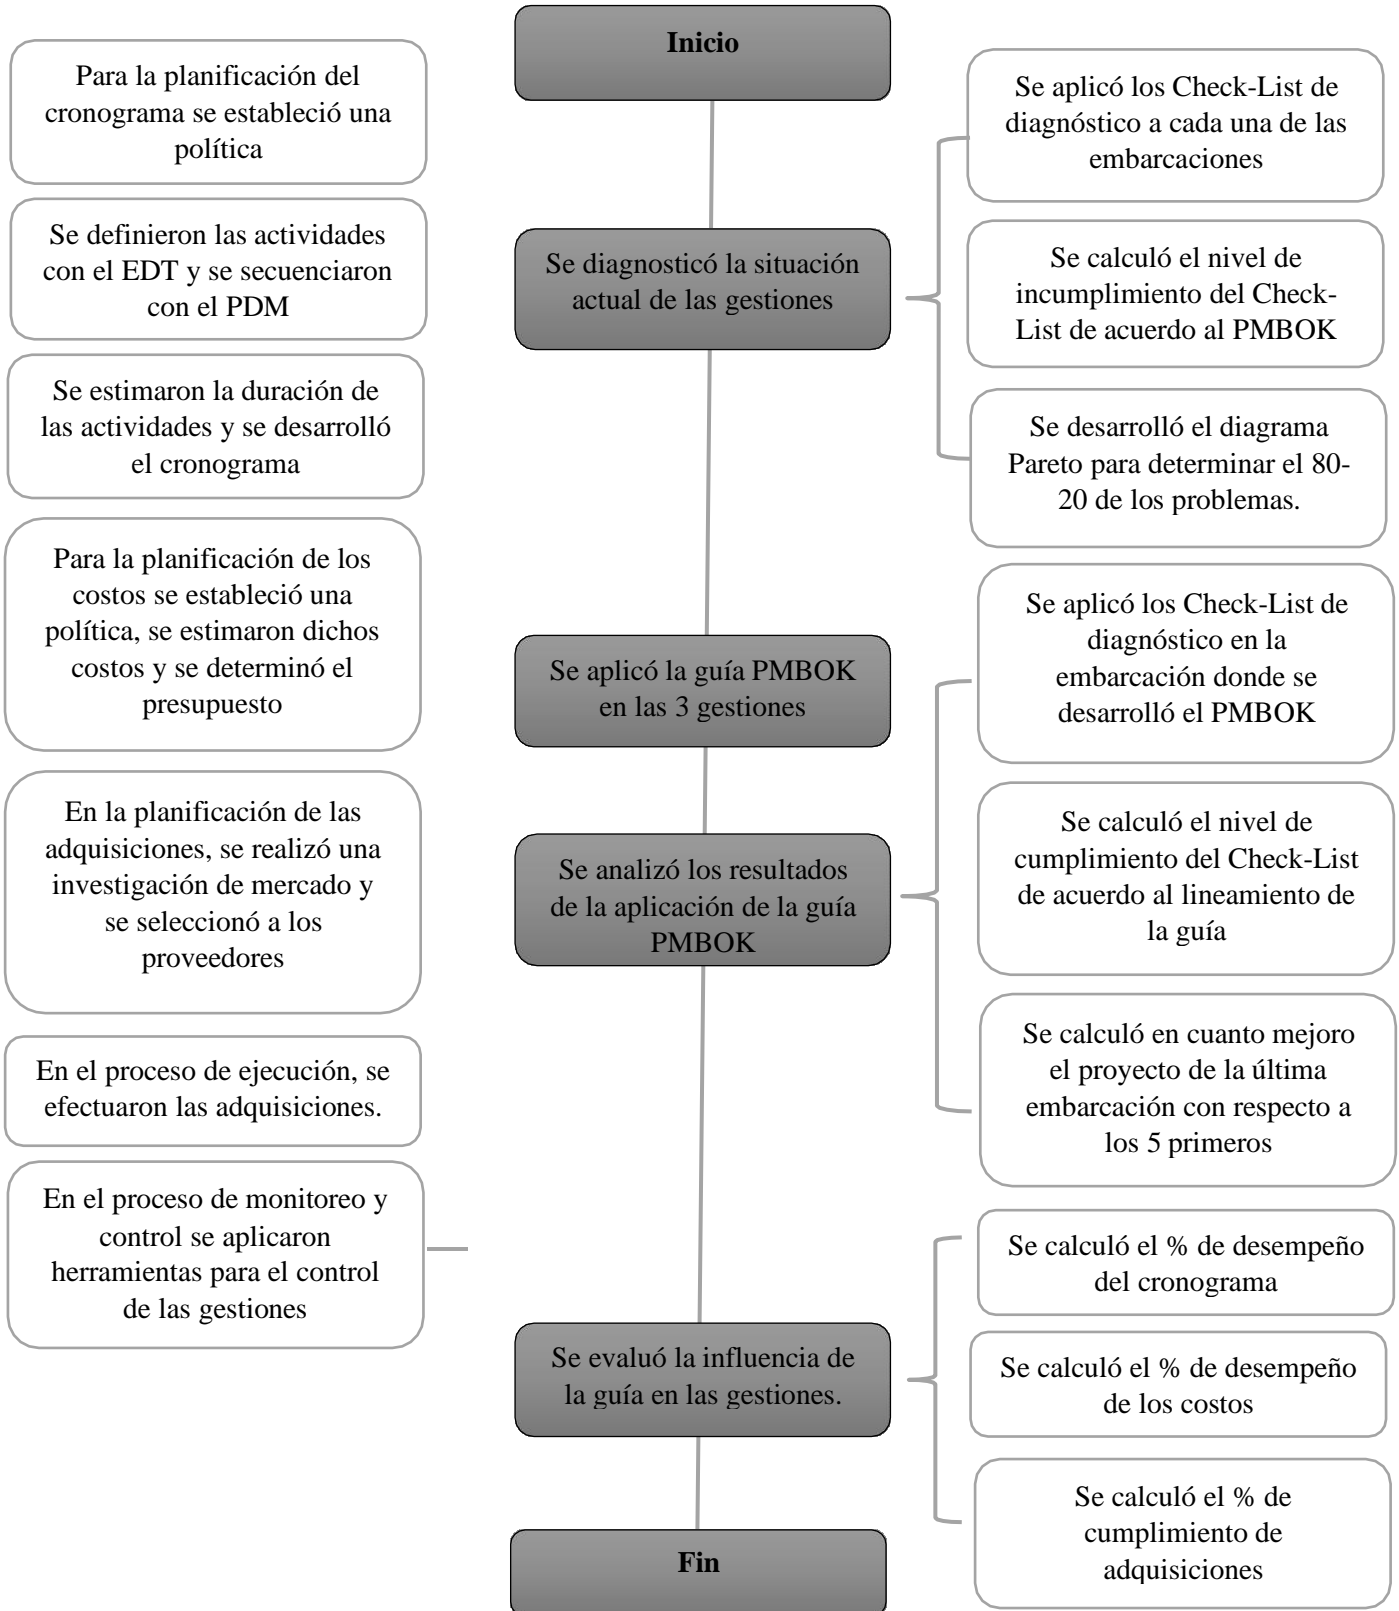 Inicio
Para la planificación del
cronograma se estableció una
política
Se definieron las actividades
con el EDT y se secuenciaron
con el PDM
Se estimaron la duración de
las actividades y se desarrolló
el cronograma
Para la planificación de los
costos se estableció una
política, se estimaron dichos
costos y se determinó el
presupuesto
En la planificación de las
adquisiciones, se realizó una
investigación de mercado y
se seleccionó a los
proveedores
En el proceso de ejecución, se
efectuaron las adquisiciones.
En el proceso de monitoreo y
control se aplicaron
herramientas para el control
de las gestiones
Se diagnosticó la situación
actual de las gestiones
Se aplicó la guía PMBOK
en las 3 gestiones
Se analizó los resultados
de la aplicación de la guía
PMBOK
Se evaluó la influencia de
la guía en las gestiones.
Fin
Se aplicó los Check-List de
diagnóstico a cada una de las
embarcaciones
Se calculó el nivel de
incumplimiento del Check-
List de acuerdo al PMBOK
Se desarrolló el diagrama
Pareto para determinar el 80-
20 de los problemas.
Se aplicó los Check-List de
diagnóstico en la
embarcación donde se
desarrolló el PMBOK
Se calculó el nivel de
cumplimiento del Check-List
de acuerdo al lineamiento de
la guía
Se calculó en cuanto mejoro
el proyecto de la última
embarcación con respecto a
los 5 primeros
Se calculó el % de desempeño
del cronograma
Se calculó el % de desempeño
de los costos
Se calculó el % de
cumplimiento de
adquisiciones